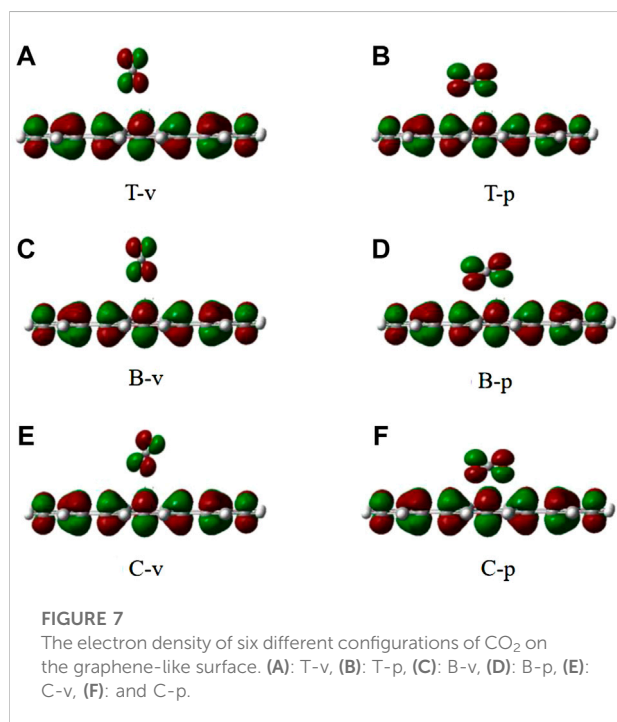 A
B
T-v
T-p
C
D
B-v
B-p
E
F
C-v
C-p
FIGURE 7
The electron density of six different configurations of CO₂ on
the graphene-like surface. (A): T-v, (B): T-p, (C): B-v, (D): B-p, (E):
C-v, (F): and C-p.